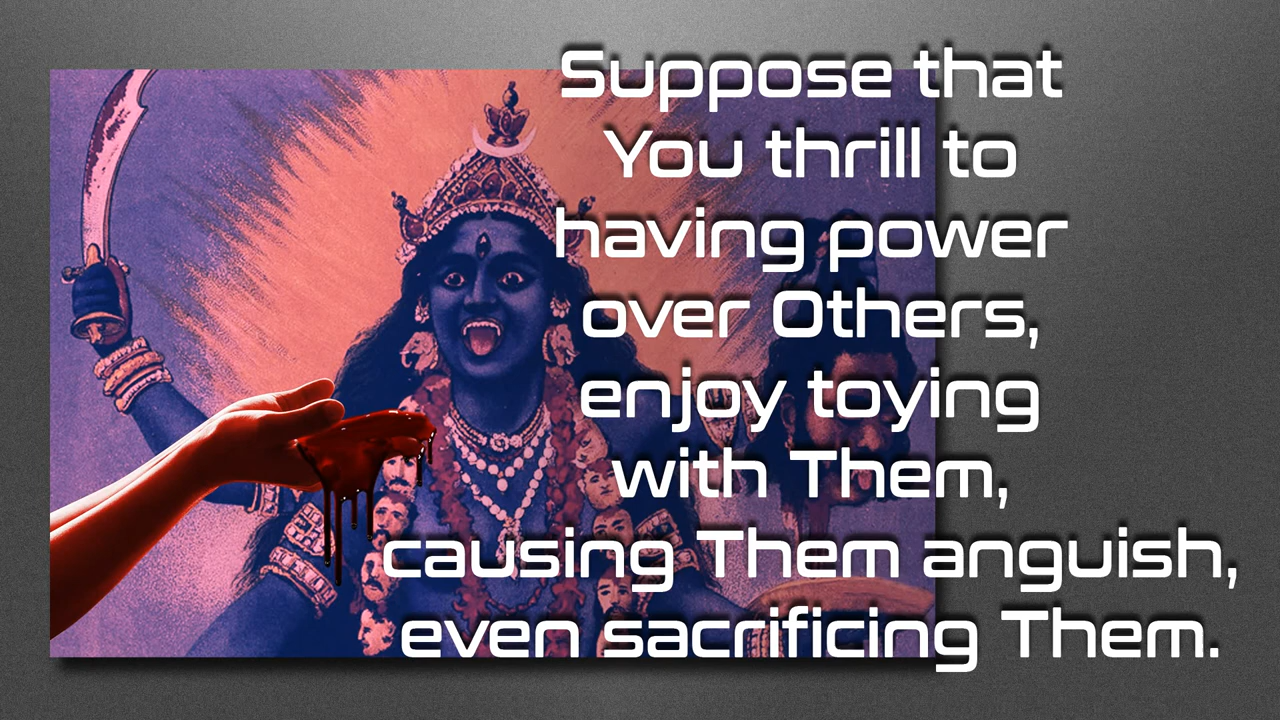 Suppose that
You thrill to
having power
over Others,
enjoy toying
with Them,
causing Them anguish,
even sacrificing Them.